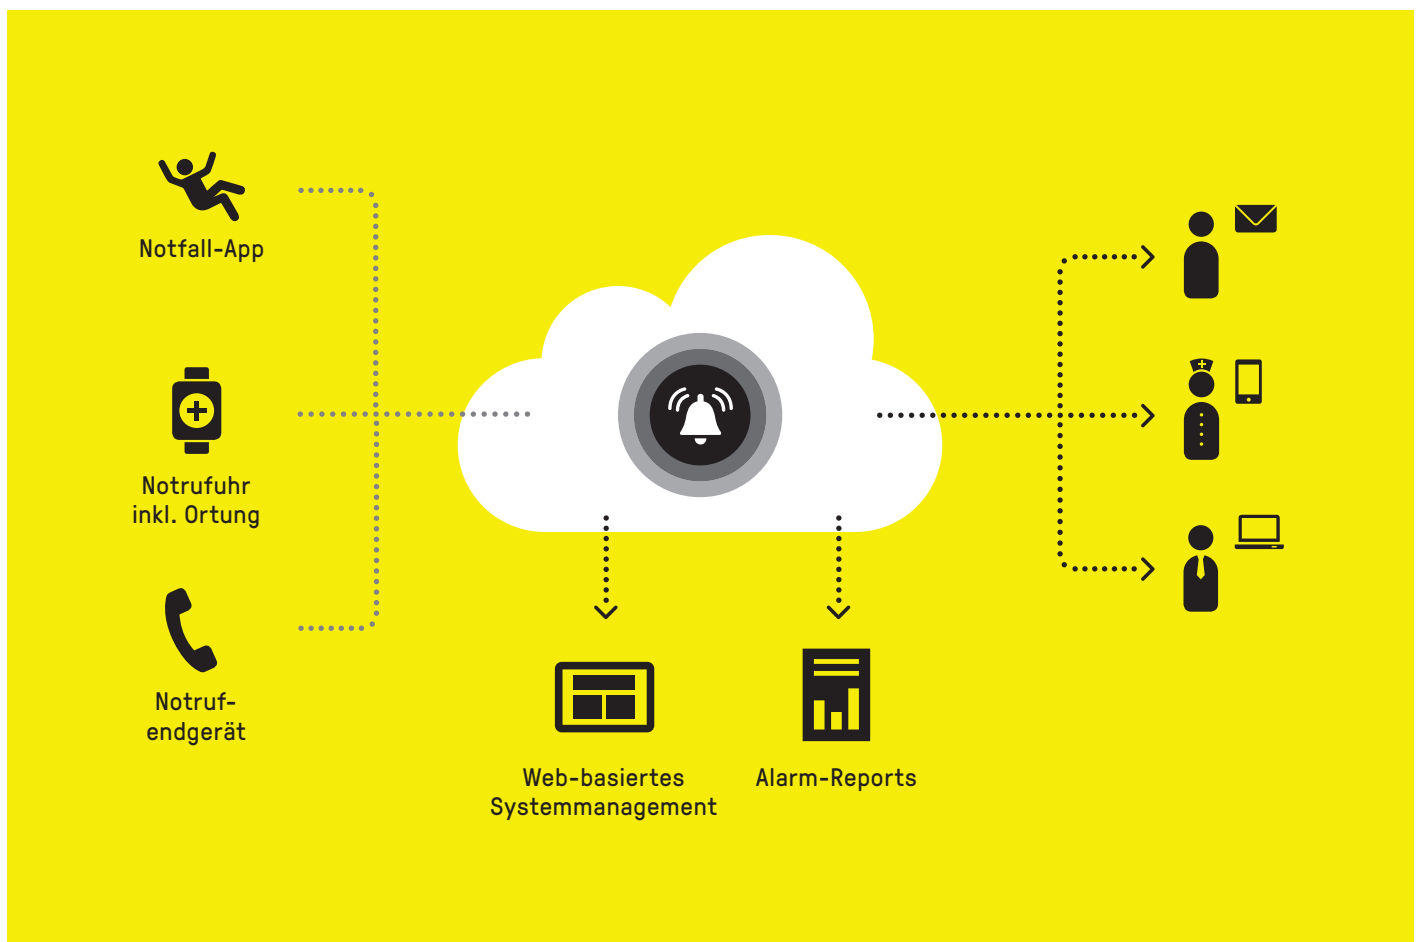 Notfall-App
Notrufuhr
inkl. Ortung
Notruf-
endgerät
Web-basiertes
Systemmanagement
Alarm-Reports